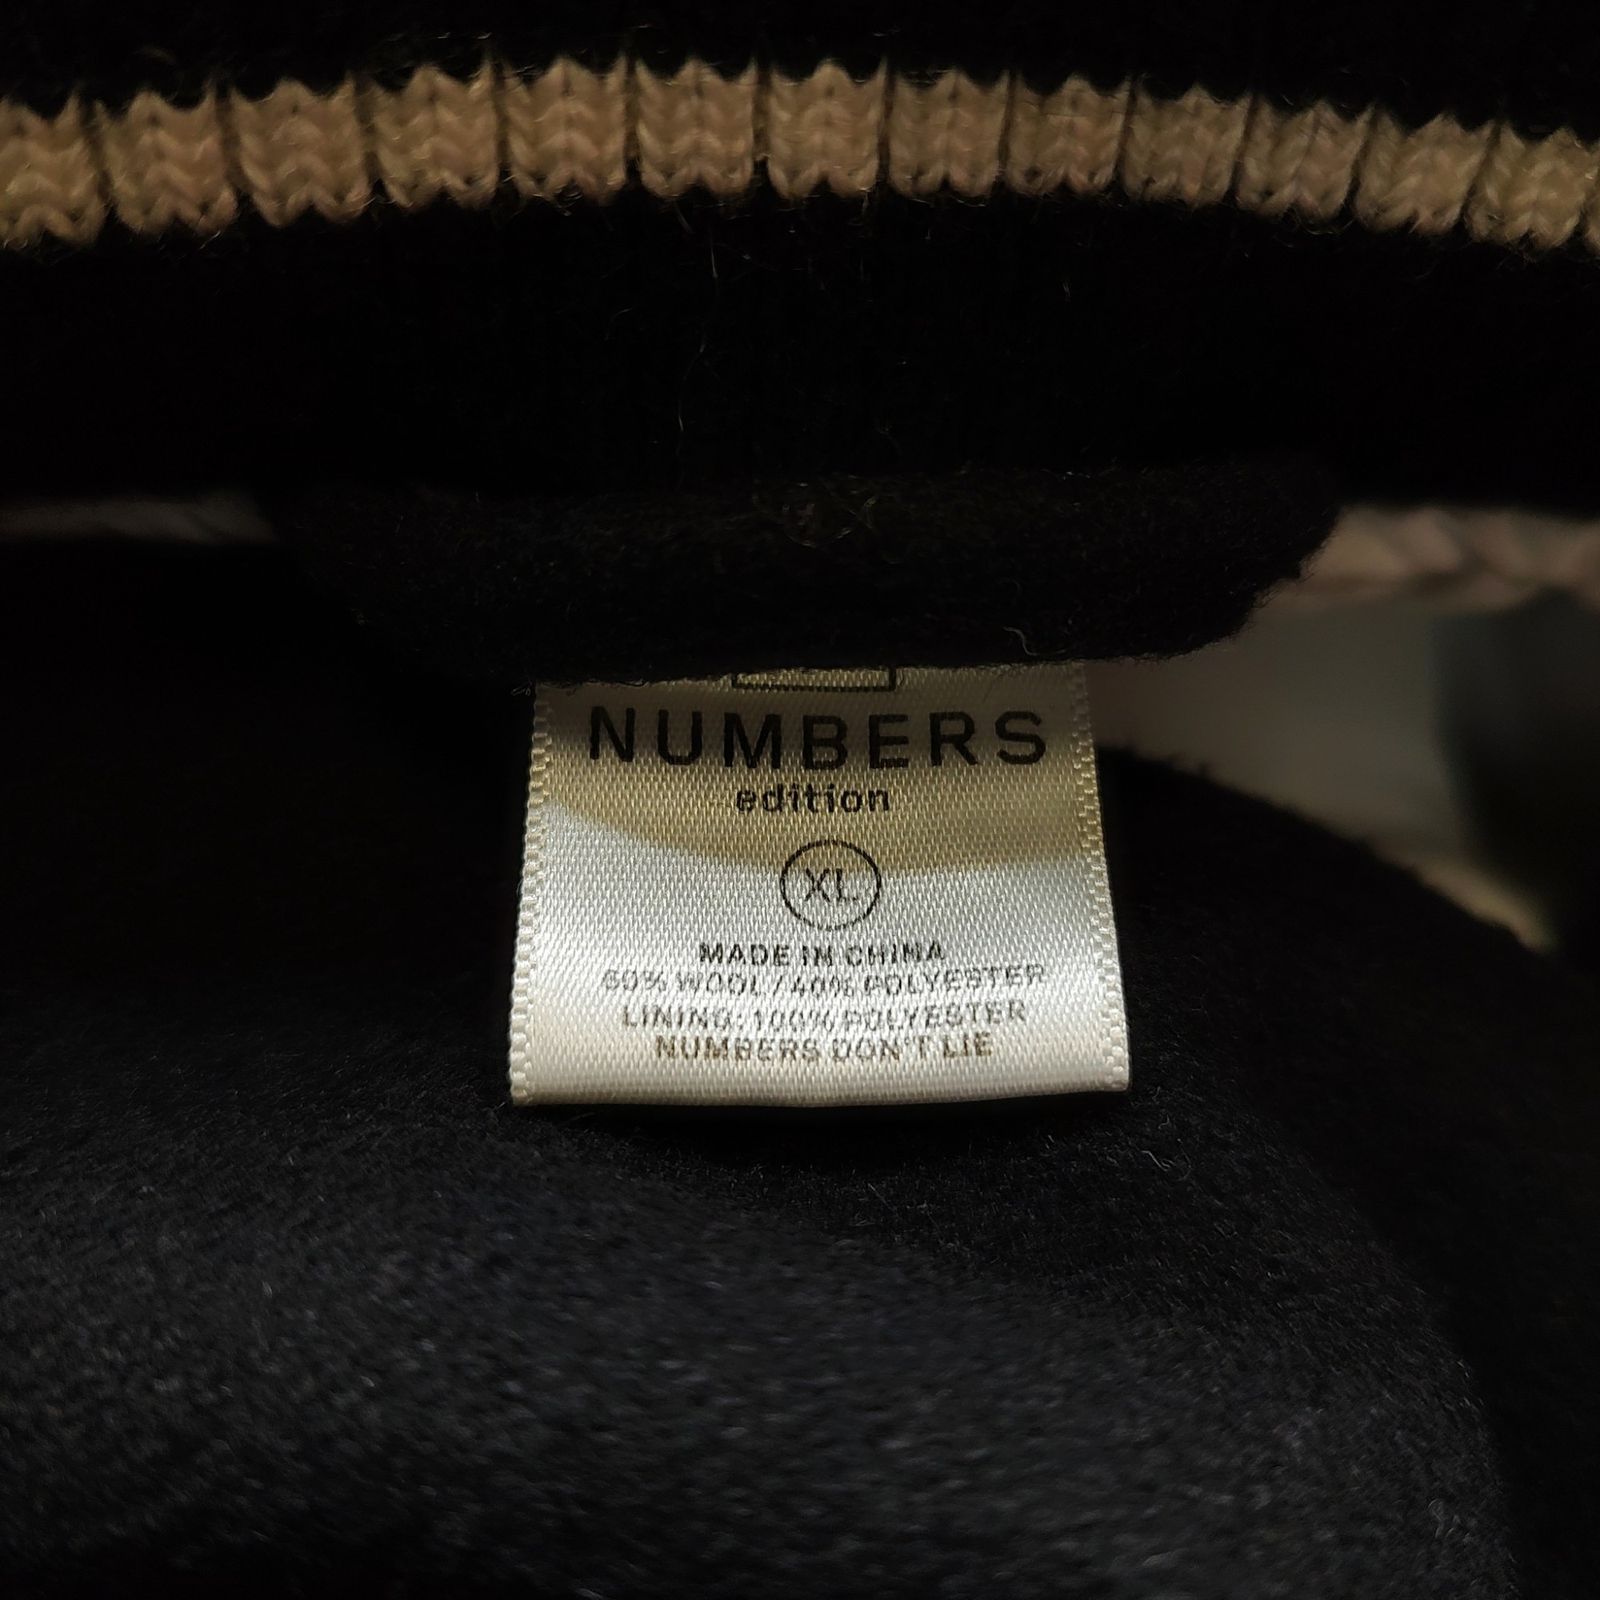 NUMBERS
edition
XL
MADE IN CHINA
60% WOOL / 40% POLYESTER
LINING: 100% POLYESTER
NUMBERS DON'T LIE